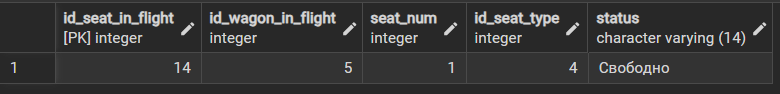 id_seat_in_flight id_wagon_in_flight seat_num id_seat_type status
[PK] integer integer integer integer character varying (14)
1 14 5 1 4 Свободно